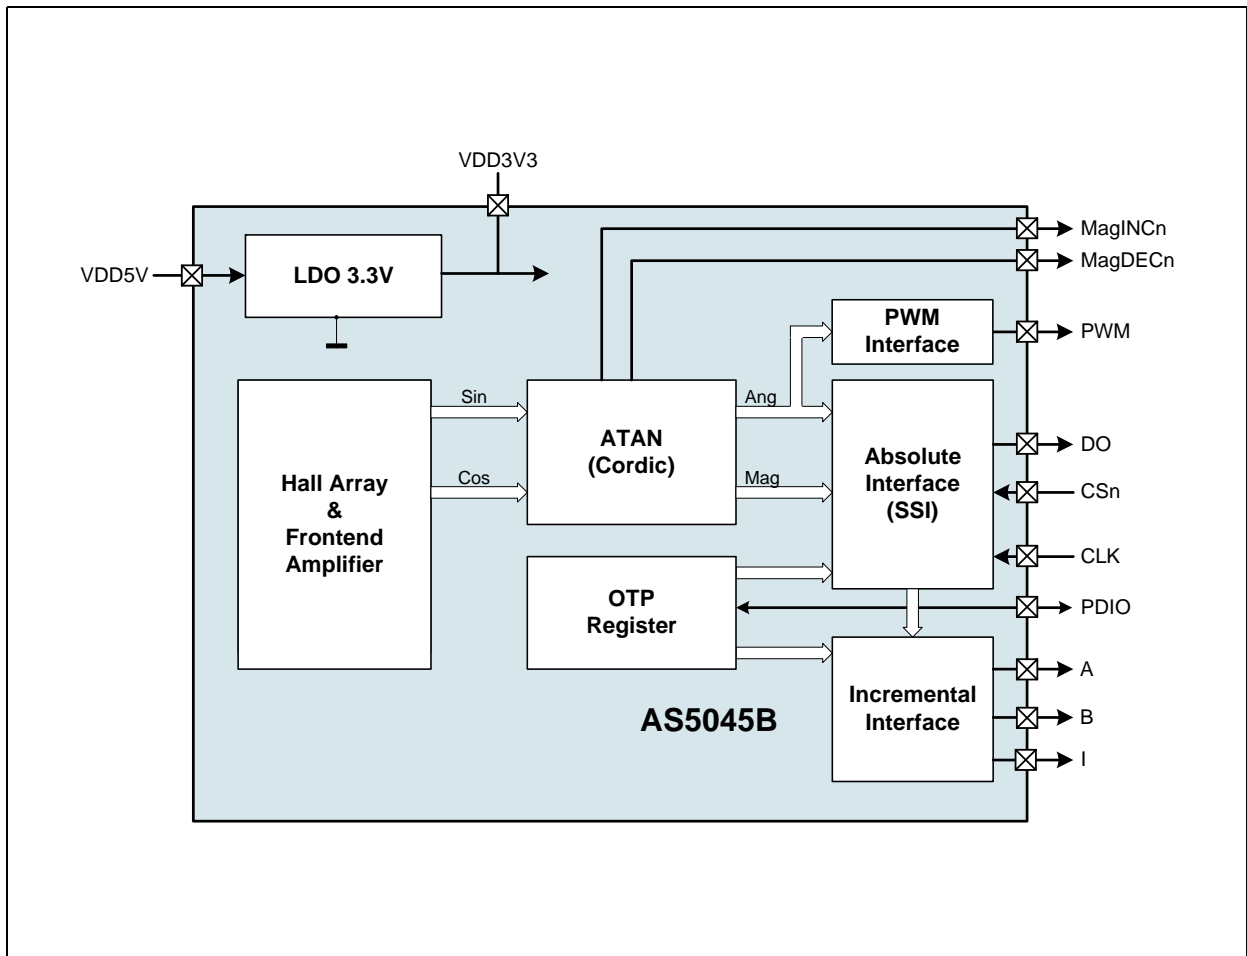 VDD3V3
MagINCn
MagDECn
VDD5V
LDO 3.3V
PWM
Interface
PWM
Sin
Ang
ATAN
(Cordic)
Cos
Mag
Hall Array
&
Frontend
Amplifier
Absolute
Interface
(SSI)
DO
CSn
CLK
OTP
Register
PDIO
A
Incremental
Interface
B
I
AS5045B